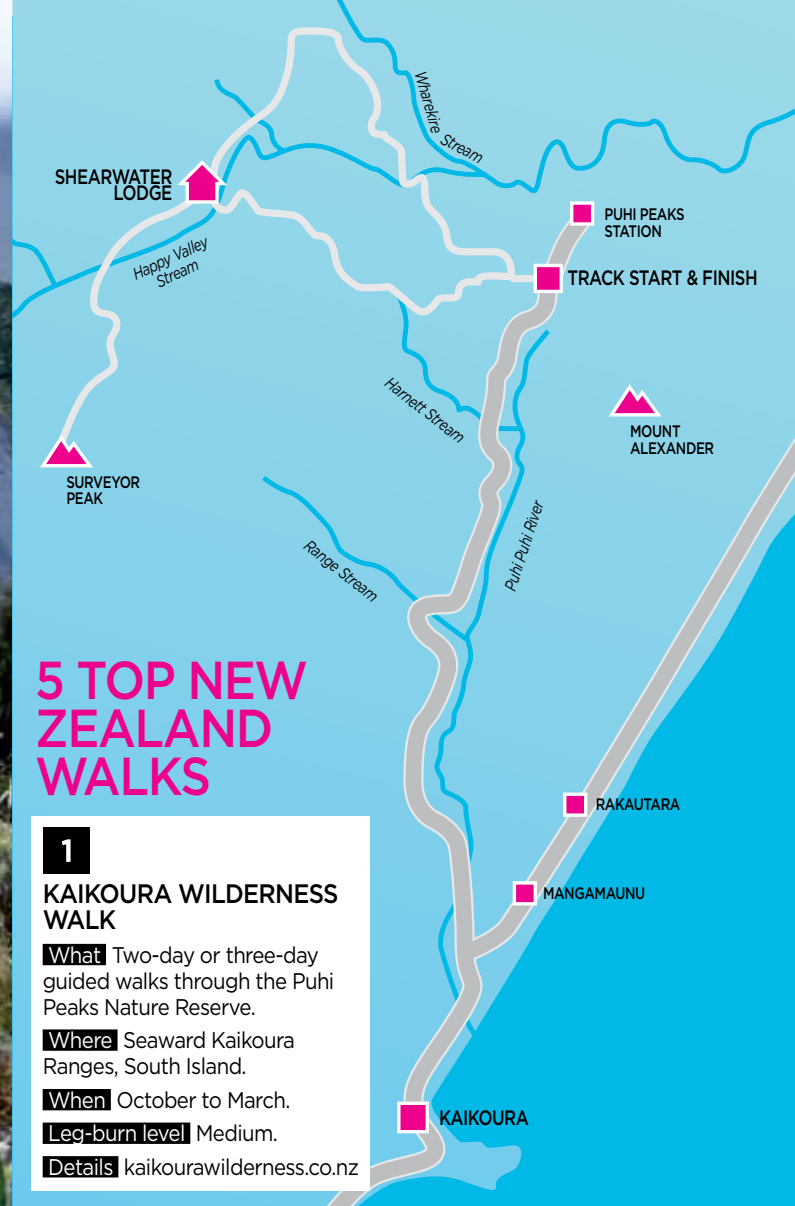 Wharekire Stream
SHEARWATER
LODGE
PUHI PEAKS
STATION
Happy Valley
Stream
TRACK START & FINISH
Harnett Stream
MOUNT
ALEXANDER
SURVEYOR
PEAK
Puhi Puhi River
Range Stream
5 TOP NEW
ZEALAND
WALKS
RAKAUTARA
1
KAIKOURA WILDERNESS
WALK
What Two-day or three-day
guided walks through the Puhi
Peaks Nature Reserve.
Where Seaward Kaikoura
Ranges, South Island.
When October to March.
Leg-burn level Medium.
Details kaikourawilderness.co.nz
MANGAMAUNU
KAIKOURA